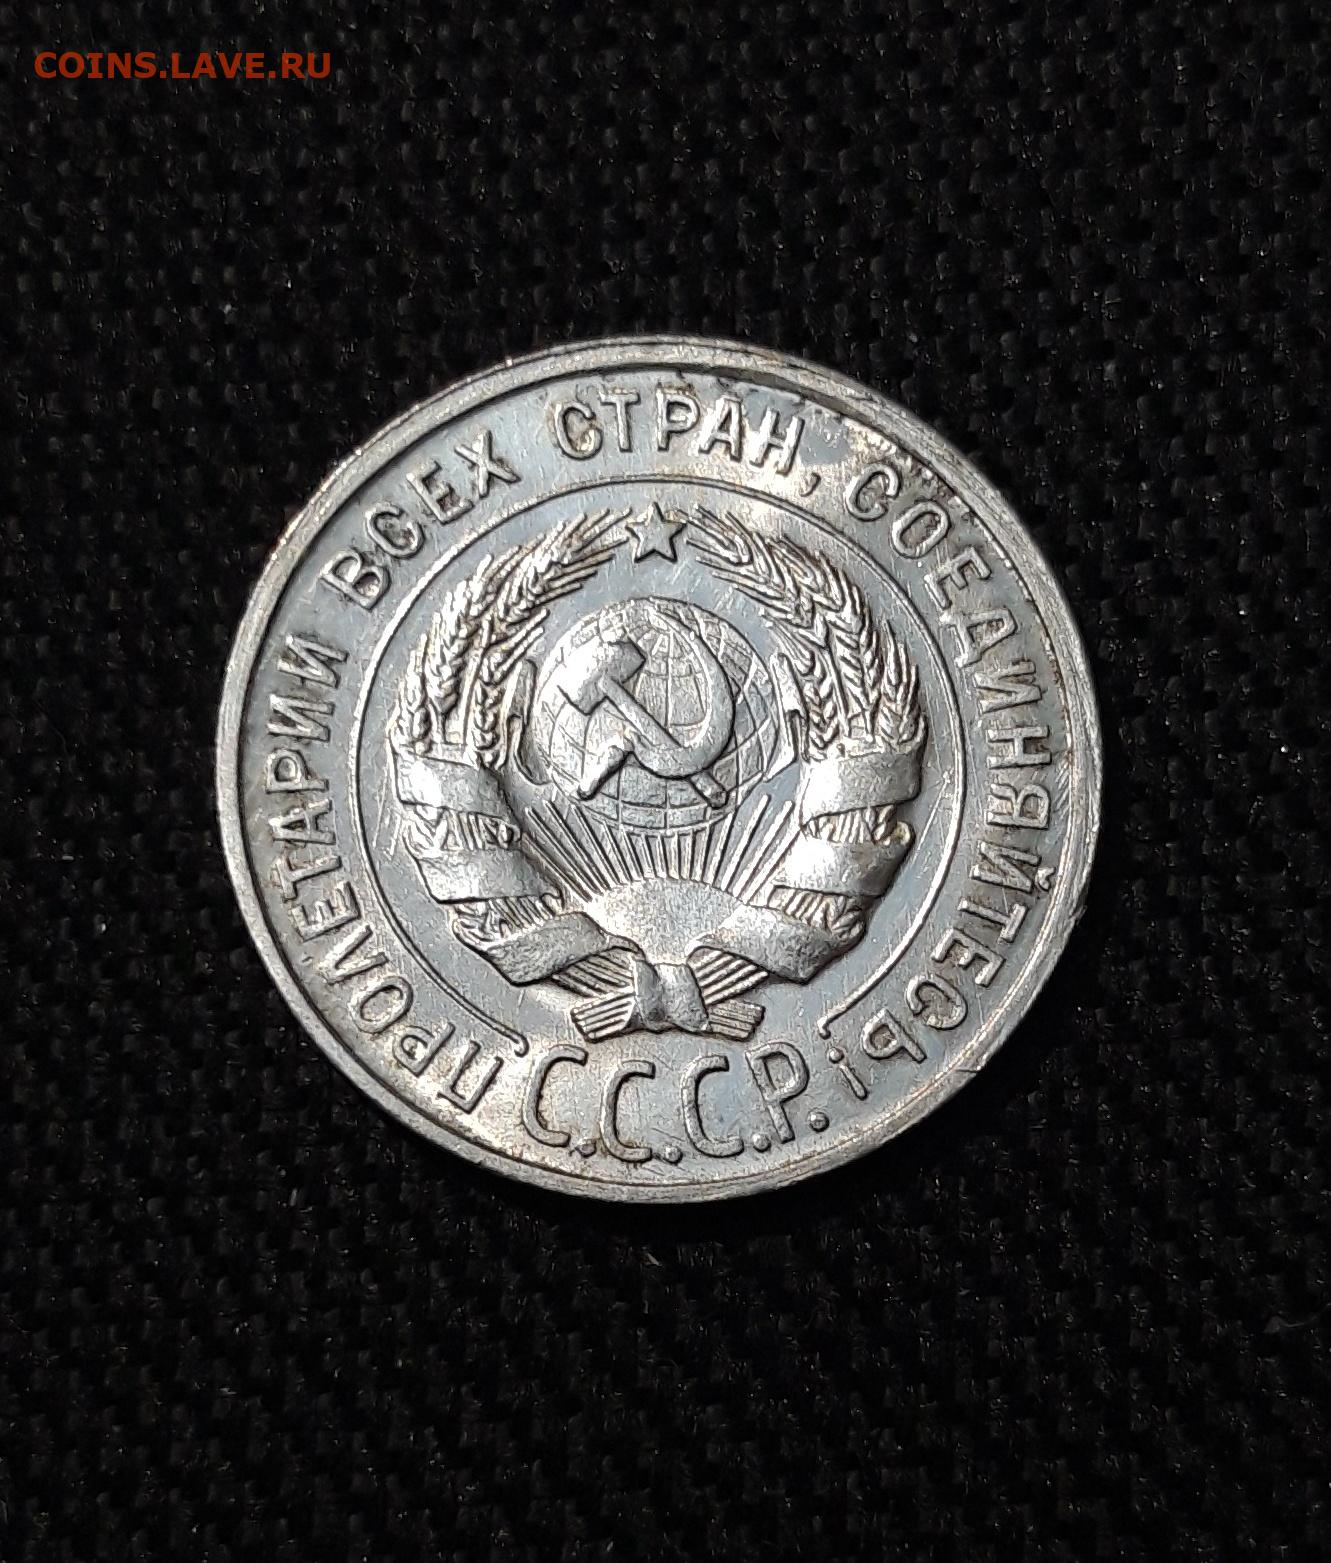 COINS.LAVE.RU
ПРОЛЕТАРИИ ВСЕХ СТРАН, СОЕДИНЯЙТЕСЬ!
С.С.С.Р.